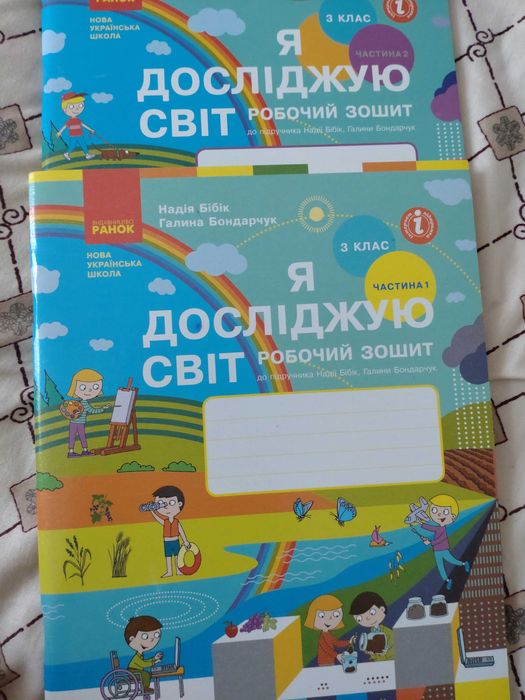 РАНОК
НОВА
УКРАЇНСЬКА
ШКОЛА
3 КЛАС
ЧАСТИНА 2
Я
ДОСЛІДЖУЮ
СВІТ РОБОЧИЙ ЗОШИТ
до підручника Надії Бібік, Галини Бондарчук
ВИДАВНИЦТВО
РАНОК
НОВА
УКРАЇНСЬКА
ШКОЛА
Надія Бібік
Галина Бондарчук
3 КЛАС
ЧАСТИНА 1
Я
ДОСЛІДЖУЮ
СВІТ РОБОЧИЙ ЗОШИТ
до підручника Надії Бібік, Галини Бондарчук